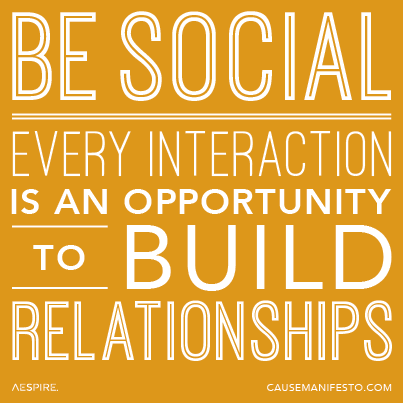 BE SOCIAL
EVERY INTERACTION
IS AN OPPORTUNITY
TO BUILD
RELATIONSHIPS
AESPIRE. CAUSEMANIFESTO.COM